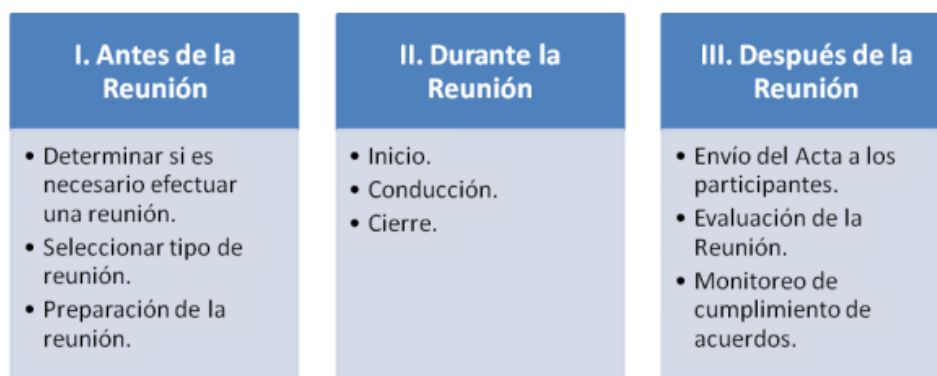 I. Antes de la
Reunión
• Determinar si es
necesario efectuar
una reunión.
• Seleccionar tipo de
reunión.
• Preparación de la
reunión.
II. Durante la
Reunión
• Inicio.
• Conducción.
• Cierre.
III. Después de la
Reunión
• Envío del Acta a los
participantes.
• Evaluación de la
Reunión.
• Monitoreo de
cumplimiento de
acuerdos.